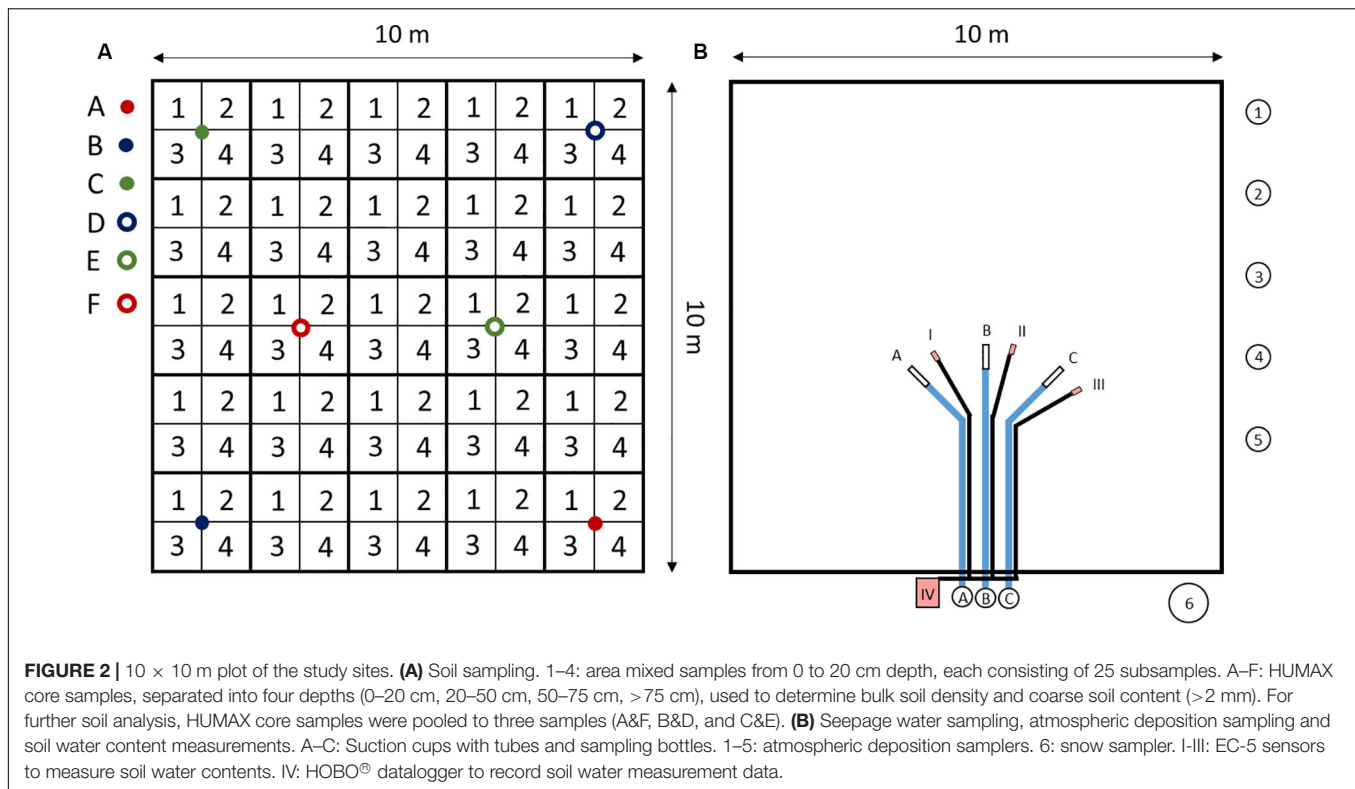 A
10 m
A
B
C
D
E
F
1 2 1 2 1 2 1 2 1 2
3 4 3 4 3 4 3 4 3 4
1 2 1 2 1 2 1 2 1 2
3 4 3 4 3 4 3 4 3 4
1 2 1 2 1 2 1 2 1 2
3 4 3 4 3 4 3 4 3 4
1 2 1 2 1 2 1 2 1 2
3 4 3 4 3 4 3 4 3 4
1 2 1 2 1 2 1 2 1 2
3 4 3 4 3 4 3 4 3 4
10 m
B
10 m
1
2
3
4
5
A I B II C III
IV A B C
6
FIGURE 2 | 10 × 10 m plot of the study sites. (A) Soil sampling. 1–4: area mixed samples from 0 to 20 cm depth, each consisting of 25 subsamples. A–F: HUMAX
core samples, separated into four depths (0–20 cm, 20–50 cm, 50–75 cm, >75 cm), used to determine bulk soil density and coarse soil content (>2 mm). For
further soil analysis, HUMAX core samples were pooled to three samples (A&F, B&D, and C&E). (B) Seepage water sampling, atmospheric deposition sampling and
soil water content measurements. A–C: Suction cups with tubes and sampling bottles. 1–5: atmospheric deposition samplers. 6: snow sampler. I-III: EC-5 sensors
to measure soil water contents. IV: HOBO® datalogger to record soil water measurement data.